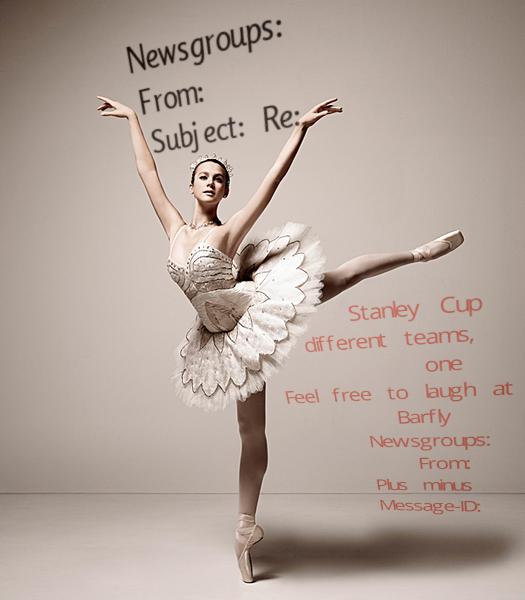 Newsgroups:
From:
Subject: Re:
Stanley Cup
different teams,
one
Feel free to laugh at
Barfly
Newsgroups:
From:
Plus minus
Message-ID: